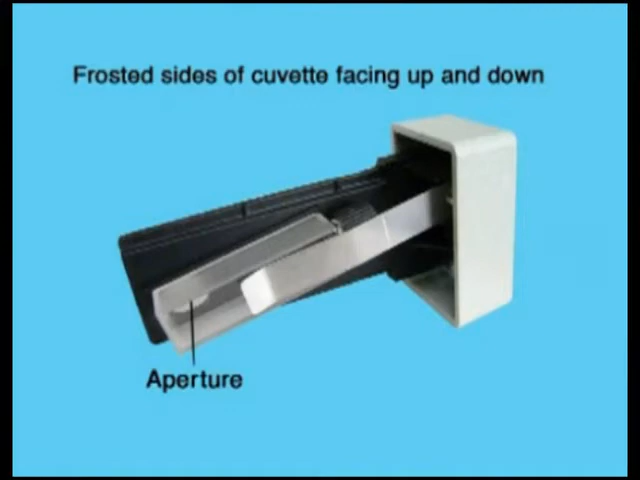 Frosted sides of cuvette facing up and down
Aperture